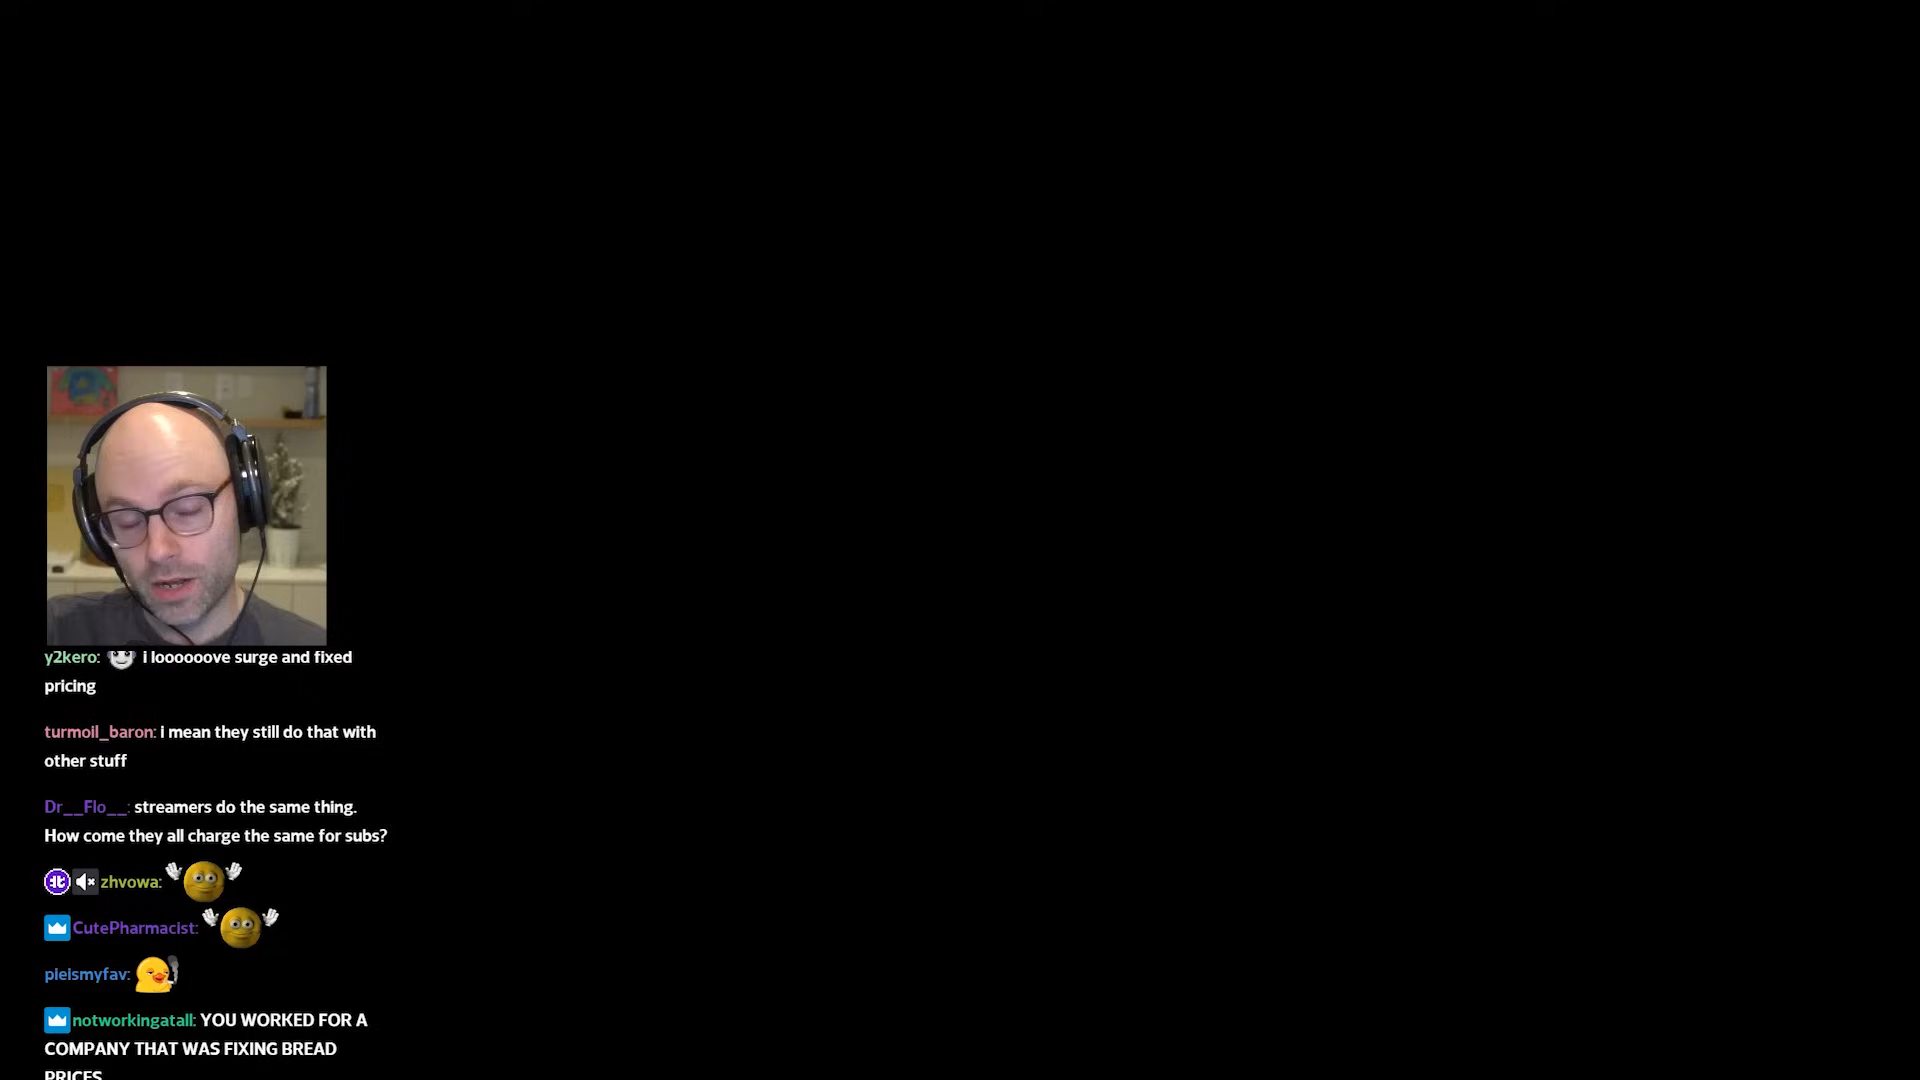 y2kero: i loooooove surge and fixed
pricing
turmoil_baron: i mean they still do that with
other stuff
Dr__Flo__: streamers do the same thing.
How come they all charge the same for subs?
zhvowa:
CutePharmacist:
pleismyfav:
notworkingatall: YOU WORKED FOR A
COMPANY THAT WAS FIXING BREAD
PRICES